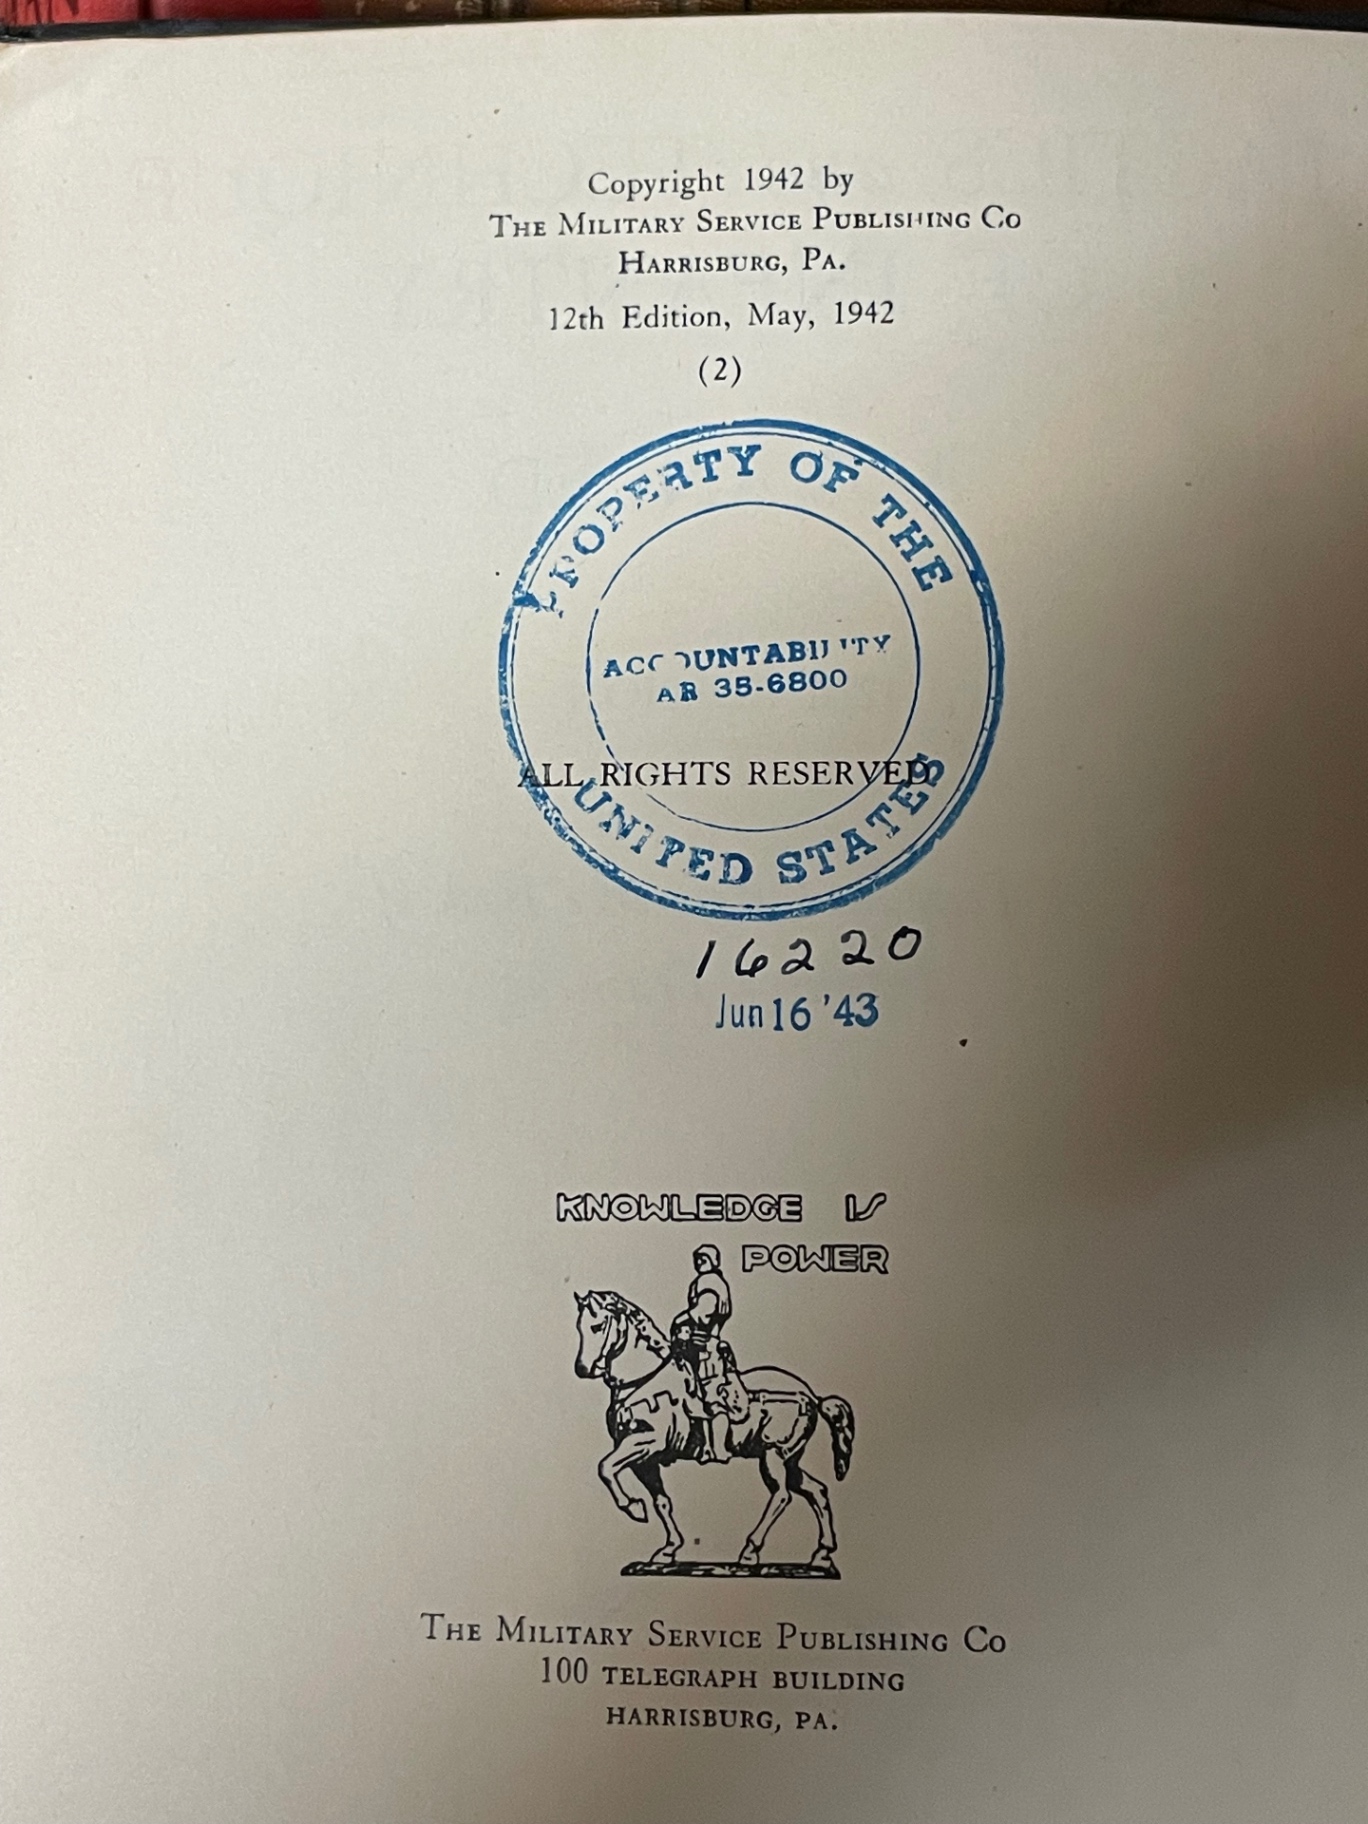 Copyright 1942 by
THE MILITARY SERVICE PUBLISHING CO
HARRISBURG, PA.
12th Edition, May, 1942
(2)
PROPERTY OF THE
ACCOUNTABILITY
AR 35-6800
ALL RIGHTS RESERVED
UNITED STATES
16220
Jun 16 '43
KNOWLEDGE IS
POWER
THE MILITARY SERVICE PUBLISHING CO
100 TELEGRAPH BUILDING
HARRISBURG, PA.